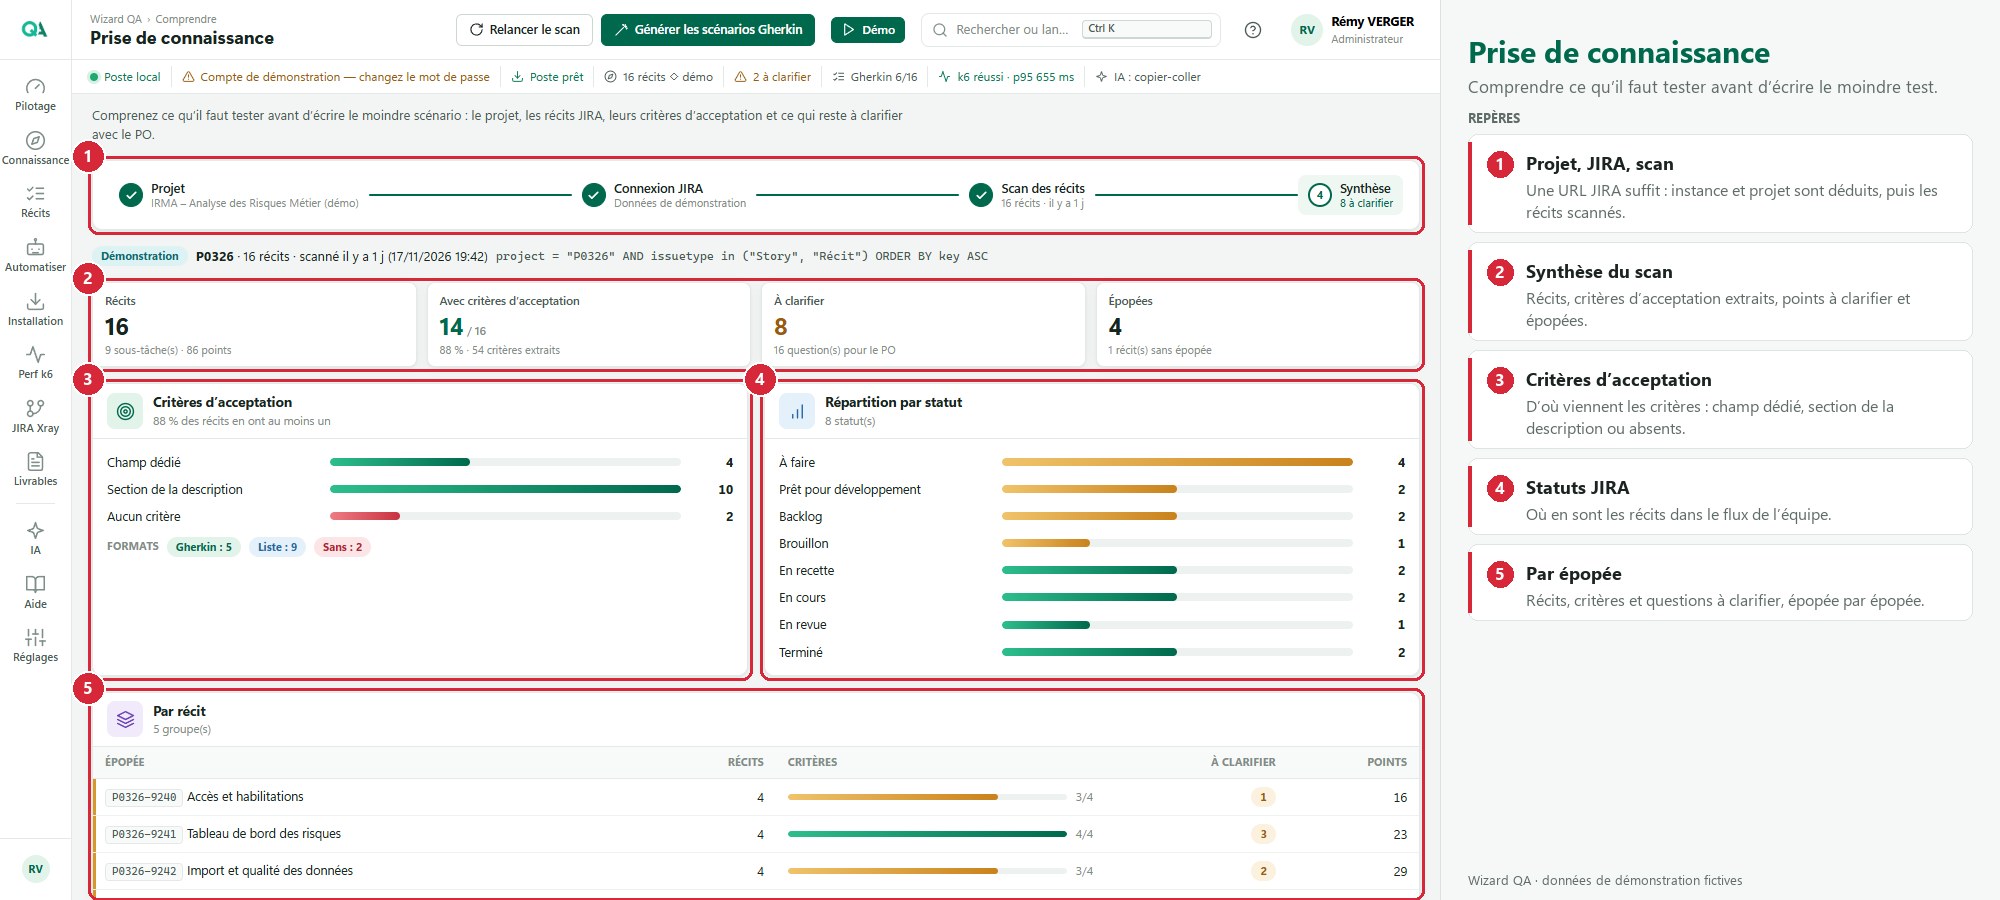 QA
Wizard QA › Comprendre
Prise de connaissance
Relancer le scan
Générer les scénarios Gherkin
Démo
Rechercher ou lan...
Ctrl K
RV
Rémy VERGER
Administrateur
Poste local
Compte de démonstration — changez le mot de passe
Poste prêt
16 récits ◇ démo
2 à clarifier
Gherkin 6/16
k6 réussi · p95 655 ms
IA : copier-coller
Pilotage
Connaissance
Récits
Automatiser
Installation
Perf k6
JIRA Xray
Livrables
IA
Aide
Réglages
RV
Comprenez ce qu’il faut tester avant d’écrire le moindre scénario : le projet, les récits JIRA, leurs critères d’acceptation et ce qui reste à clarifier
avec le PO.
1
Projet
IRMA – Analyse des Risques Métier (démo)
Connexion JIRA
Données de démonstration
Scan des récits
16 récits · il y a 1 j
4
Synthèse
8 à clarifier
Démonstration P0326 · 16 récits · scanné il y a 1 j (17/11/2026 19:42) project = "P0326" AND issuetype in ("Story", "Récit") ORDER BY key ASC
2
Récits
16
9 sous-tâche(s) · 86 points
Avec critères d’acceptation
14 / 16
88 % · 54 critères extraits
À clarifier
8
16 question(s) pour le PO
Épopées
4
1 récit(s) sans épopée
3
Critères d’acceptation
88 % des récits en ont au moins un
Champ dédié 4
Section de la description 10
Aucun critère 2
FORMATS Gherkin : 5 Liste : 9 Sans : 2
4
Répartition par statut
8 statut(s)
À faire 4
Prêt pour développement 2
Backlog 2
Brouillon 1
En recette 2
En cours 2
En revue 1
Terminé 2
5
Par récit
5 groupe(s)
ÉPOPÉE RÉCITS CRITÈRES À CLARIFIER POINTS
P0326-9240 Accès et habilitations 4 3/4 1 16
P0326-9241 Tableau de bord des risques 4 4/4 3 23
P0326-9242 Import et qualité des données 4 3/4 2 29
Prise de connaissance
Comprendre ce qu’il faut tester avant d’écrire le moindre test.
REPÈRES
1 Projet, JIRA, scan
Une URL JIRA suffit : instance et projet sont déduits, puis les
récits scannés.
2 Synthèse du scan
Récits, critères d’acceptation extraits, points à clarifier et
épopées.
3 Critères d’acceptation
D’où viennent les critères : champ dédié, section de la
description ou absents.
4 Statuts JIRA
Où en sont les récits dans le flux de l’équipe.
5 Par épopée
Récits, critères et questions à clarifier, épopée par épopée.
Wizard QA · données de démonstration fictives